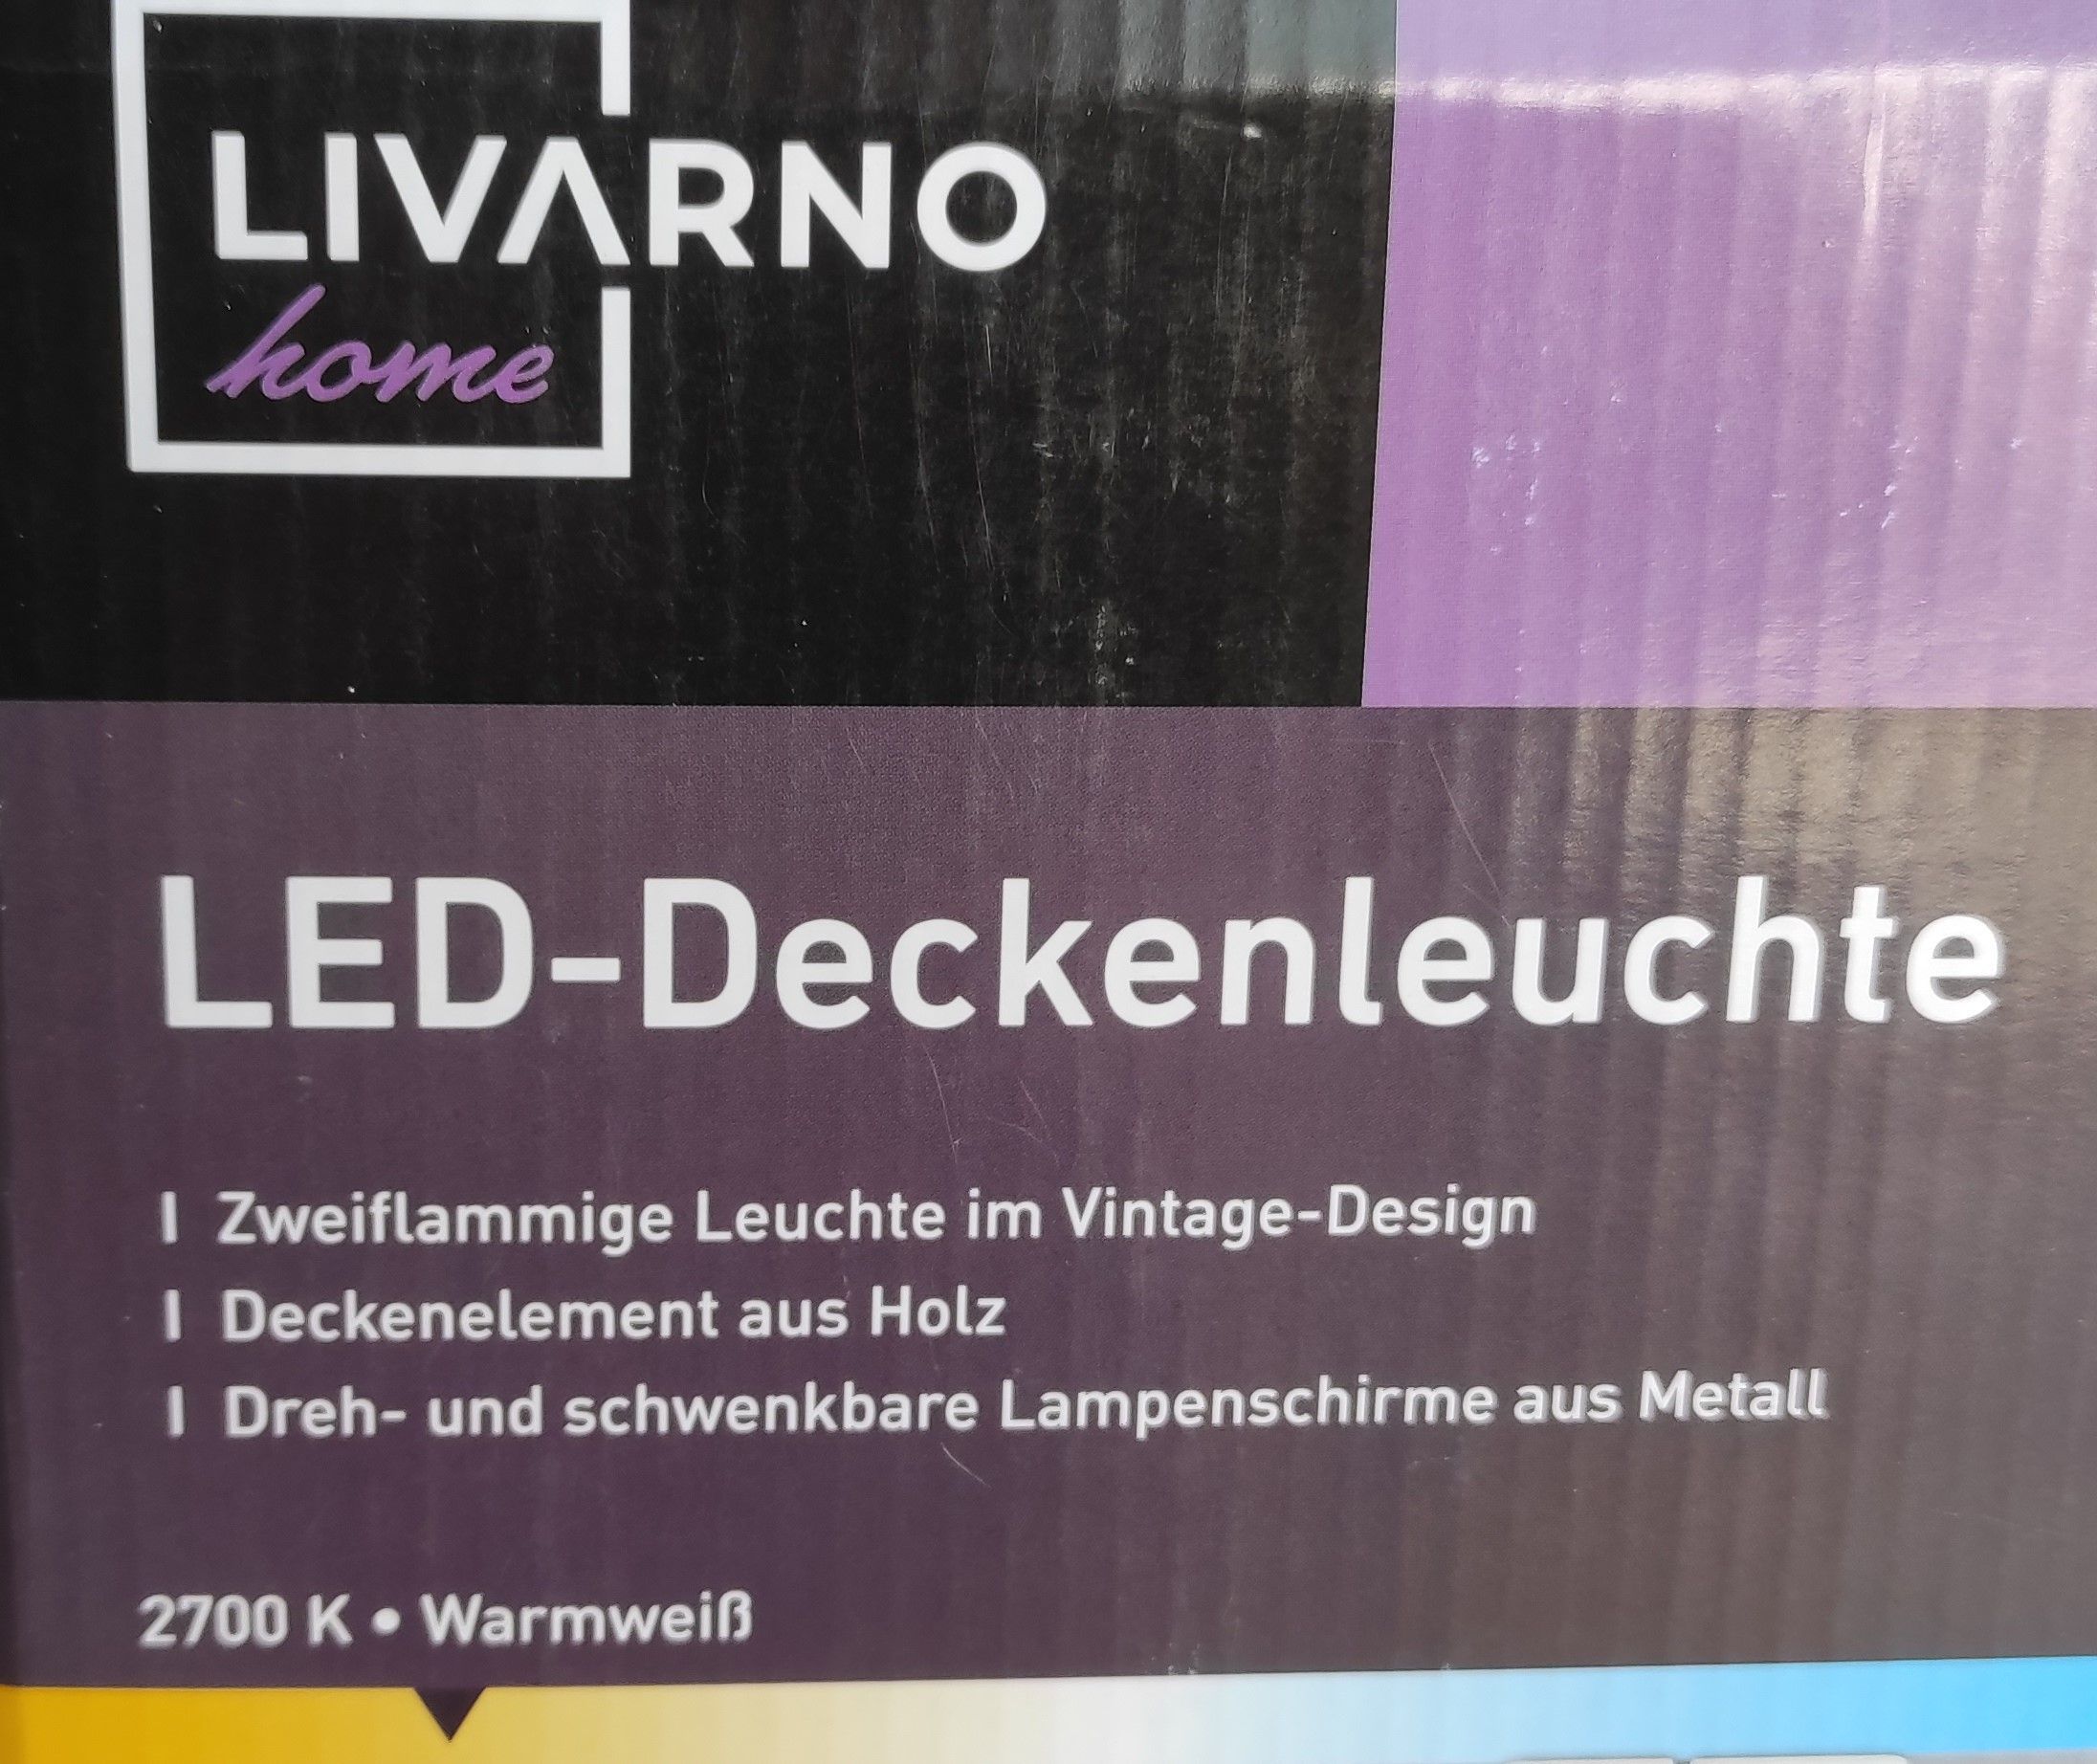 LIVARNO
home
LED-Deckenleuchte
I Zweiflammige Leuchte im Vintage-Design
I Deckenelement aus Holz
I Dreh- und schwenkbare Lampenschirme aus Metall
2700 K • Warmweiß